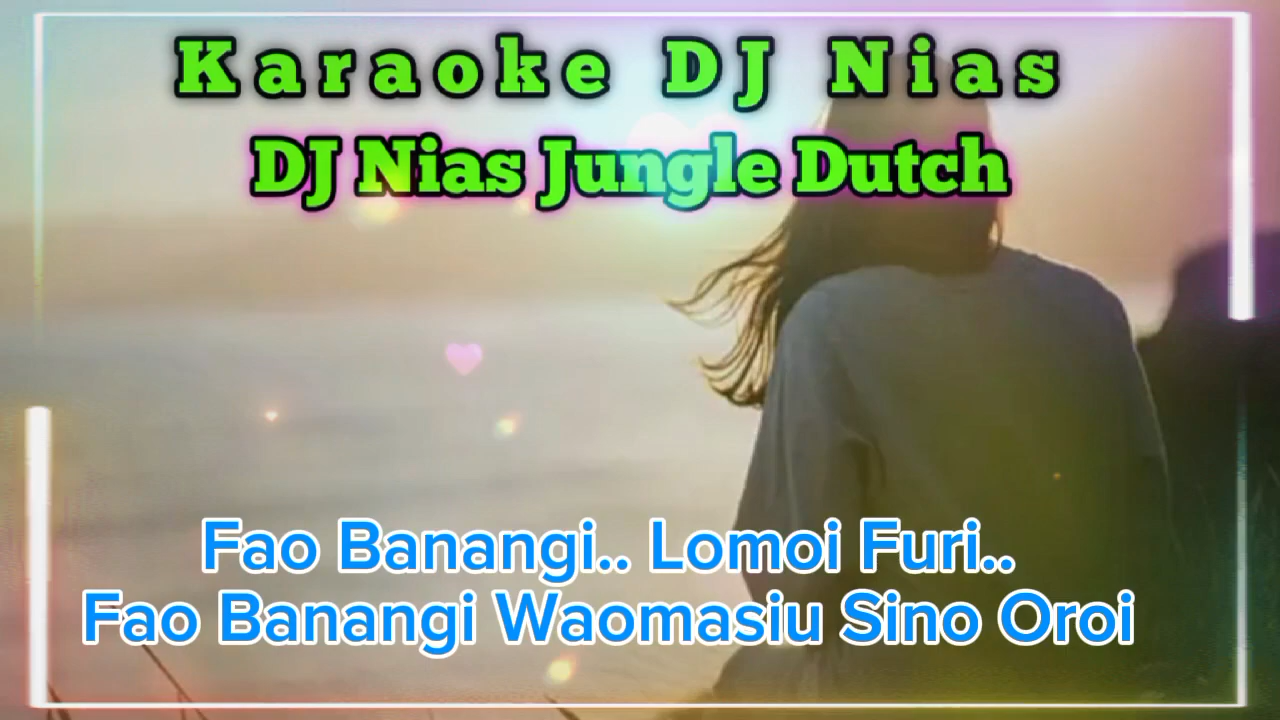 Karaoke DJ Nias
DJ Nias Jungle Dutch
Fao Banangi.. Lomoi Furi..
Fao Banangi Waomasiu Sino Oroi